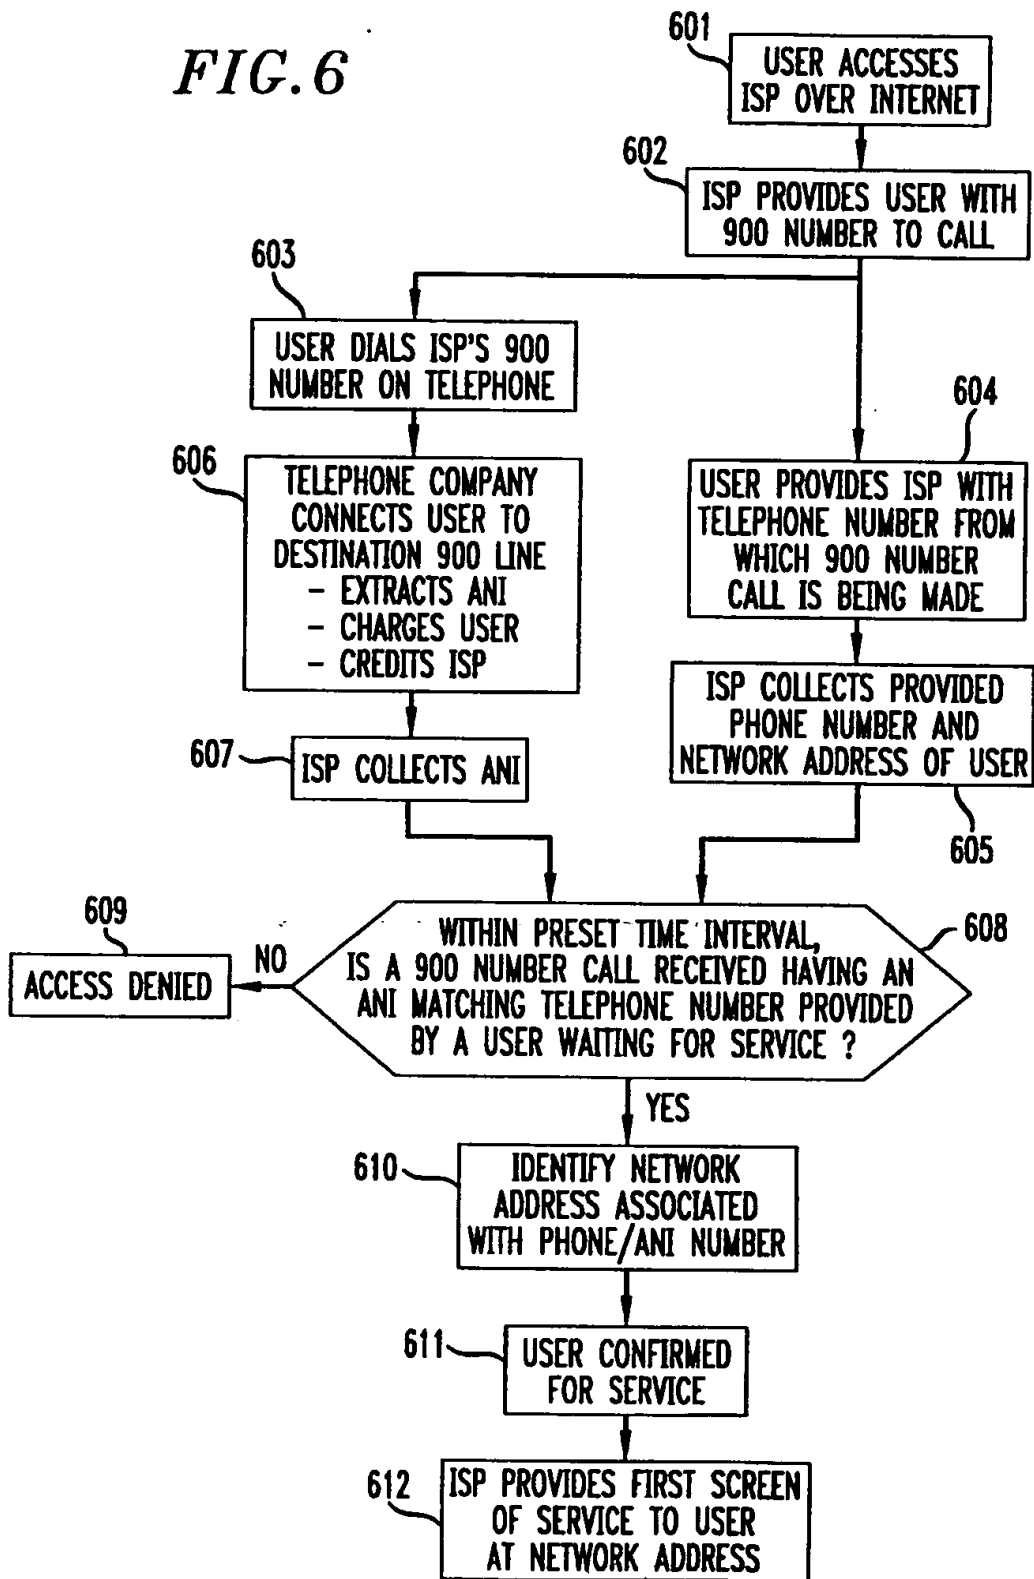 FIG. 6
601
USER ACCESSES
ISP OVER INTERNET
602
ISP PROVIDES USER WITH
900 NUMBER TO CALL
603
USER DIALS ISP'S 900
NUMBER ON TELEPHONE
604
USER PROVIDES ISP WITH
TELEPHONE NUMBER FROM
WHICH 900 NUMBER
CALL IS BEING MADE
606
TELEPHONE COMPANY
CONNECTS USER TO
DESTINATION 900 LINE
- EXTRACTS ANI
- CHARGES USER
- CREDITS ISP
ISP COLLECTS PROVIDED
PHONE NUMBER AND
NETWORK ADDRESS OF USER
605
607
ISP COLLECTS ANI
608
WITHIN PRESET TIME INTERVAL,
IS A 900 NUMBER CALL RECEIVED HAVING AN
ANI MATCHING TELEPHONE NUMBER PROVIDED
BY A USER WAITING FOR SERVICE ?
NO
609
ACCESS DENIED
YES
610
IDENTIFY NETWORK
ADDRESS ASSOCIATED
WITH PHONE/ANI NUMBER
611
USER CONFIRMED
FOR SERVICE
612
ISP PROVIDES FIRST SCREEN
OF SERVICE TO USER
AT NETWORK ADDRESS